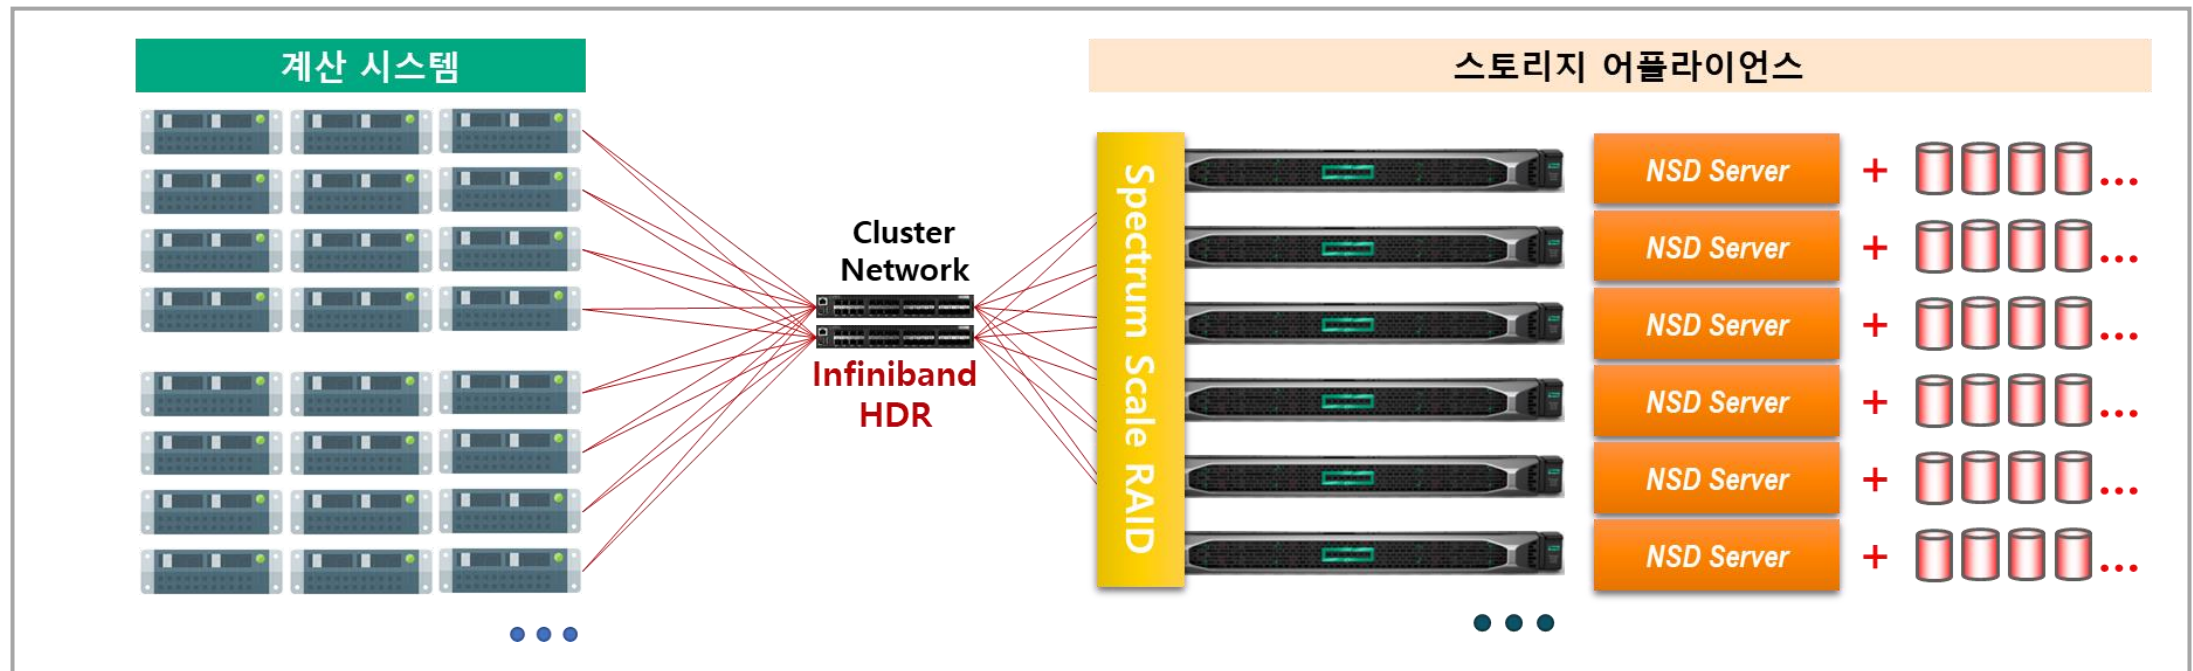 계산 시스템
스토리지 어플라이언스
Cluster
Network
Infiniband
HDR
Spectrum Scale RAID
NSD Server
NSD Server
NSD Server
NSD Server
NSD Server
NSD Server